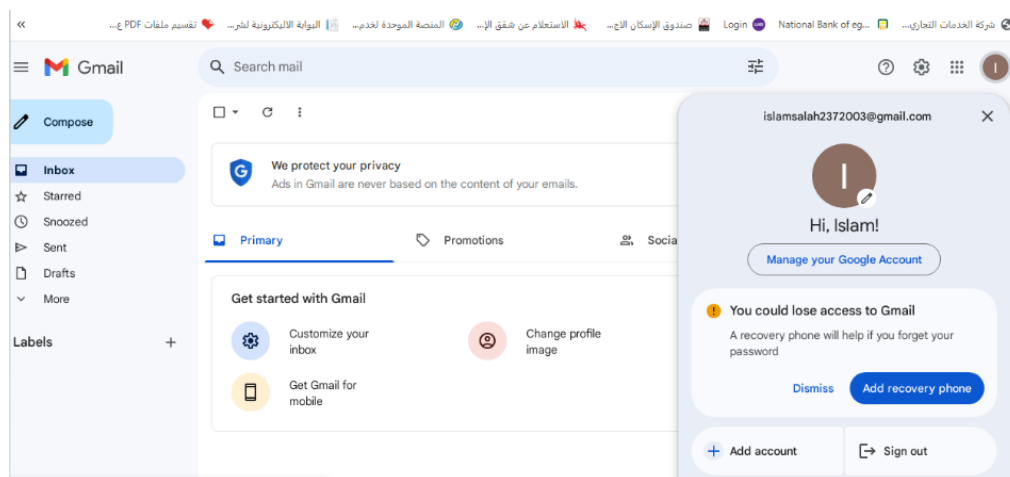 »
تقسيم ملفات PDF ع...
البوابة الاليكترونية لشر...
المنصة الموحدة لخدم...
الاستعلام عن شقق الإ...
صندوق الإسكان الاج...
Login
National Bank of eg...
شركة الخدمات التجاري...
Gmail
Search mail
I
Compose
Inbox
Starred
Snoozed
Sent
Drafts
More
Labels
We protect your privacy
Ads in Gmail are never based on the content of your emails.
Primary
Promotions
Socia
Get started with Gmail
Customize your
inbox
Change profile
image
Get Gmail for
mobile
islamsalah2372003@gmail.com
I
Hi, Islam!
Manage your Google Account
You could lose access to Gmail
A recovery phone will help if you forget your
password
Dismiss
Add recovery phone
Add account
Sign out